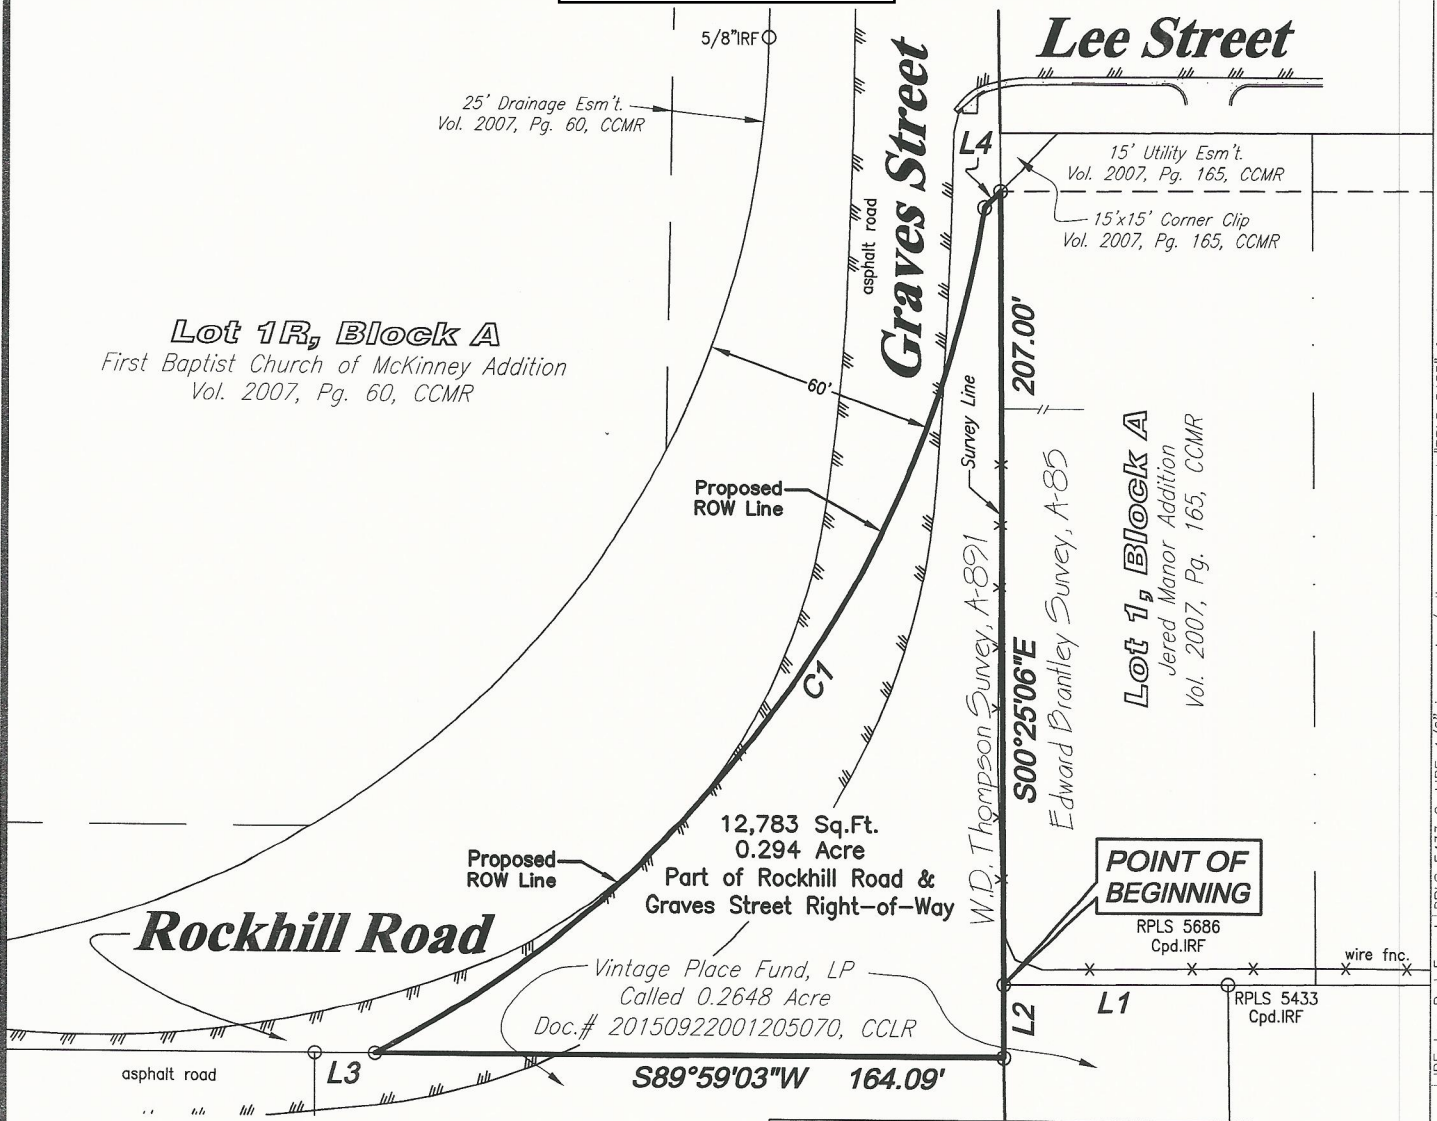 Lee Street
5/8"IRF
25' Drainage Esm't.
Vol. 2007, Pg. 60, CCMR
Graves Street
asphalt road
L4
15' Utility Esm't.
Vol. 2007, Pg. 165, CCMR
15'x15' Corner Clip
Vol. 2007, Pg. 165, CCMR
Lot 1R, Block A
First Baptist Church of McKinney Addition
Vol. 2007, Pg. 60, CCMR
60'
207.00'
Survey Line
Proposed
ROW Line
C1
W.D. Thompson Survey, A-891
S00°25'06"E
Edward Brantley Survey, A-85
Lot 1, Block A
Jered Manor Addition
Vol. 2007, Pg. 165, CCMR
12,783 Sq.Ft.
0.294 Acre
Part of Rockhill Road &
Graves Street Right-of-Way
Proposed
ROW Line
POINT OF
BEGINNING
RPLS 5686
Cpd.IRF
wire fnc.
Rockhill Road
Vintage Place Fund, LP
Called 0.2648 Acre
Doc.# 20150922001205070, CCLR
L2
L1
RPLS 5433
Cpd.IRF
L3
asphalt road
S89°59'03"W 164.09'